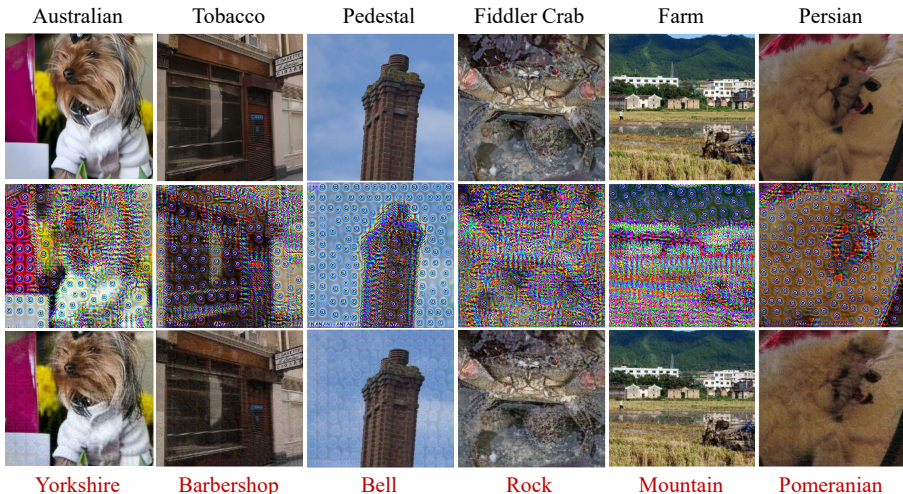 Australian
Tobacco
Pedestal
Fiddler Crab
Farm
Persian
Yorkshire
Barbershop
Bell
Rock
Mountain
Pomeranian